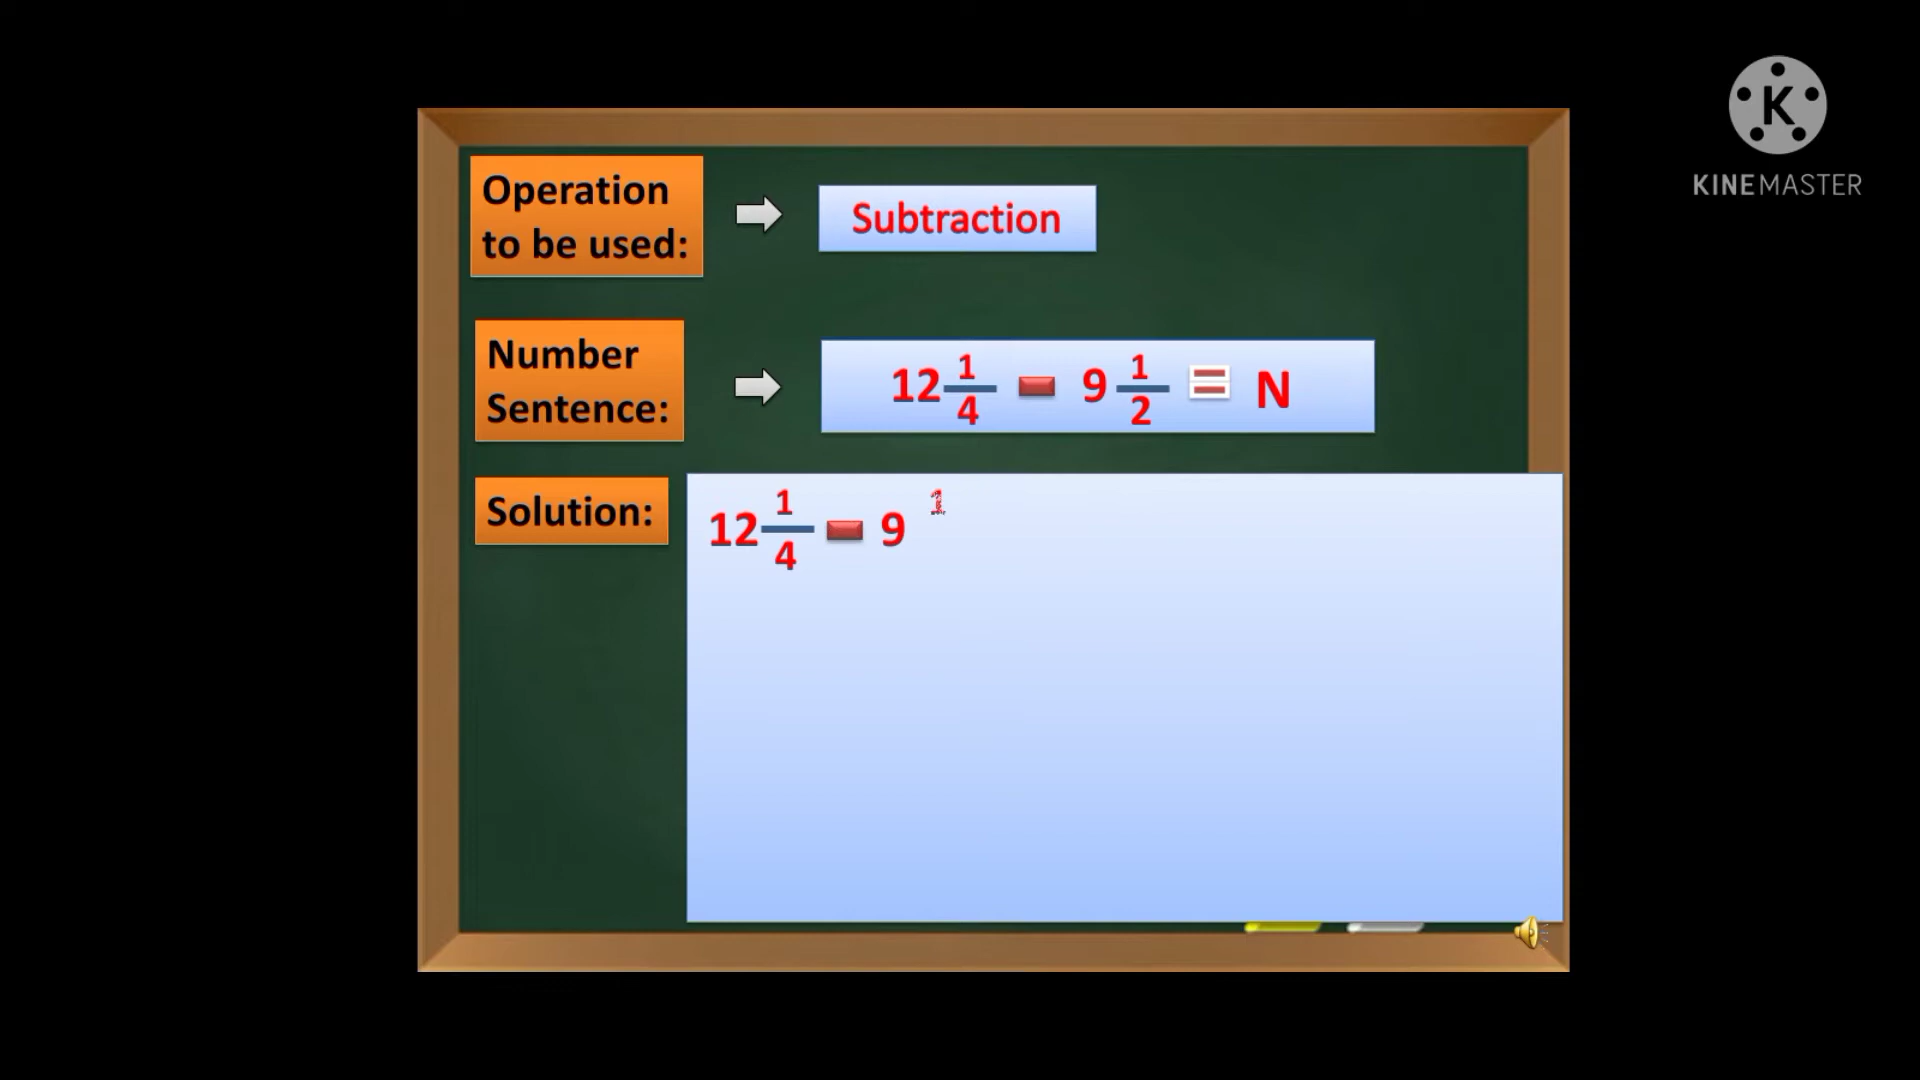 Operation
to be used:
Subtraction
Number
Sentence:
12 1/4 - 9 1/2 = N
Solution:
12 1/4 - 9 1
K
KINEMASTER